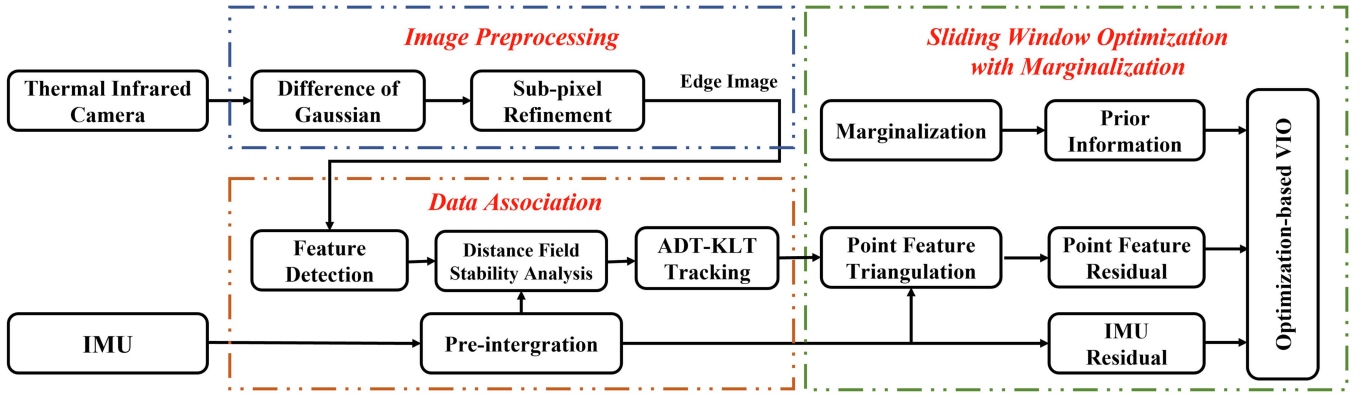 Image Preprocessing
Thermal Infrared
Camera
Difference of
Gaussian
Sub-pixel
Refinement
Edge Image
Data Association
Feature
Detection
Distance Field
Stability Analysis
ADT-KLT
Tracking
IMU
Pre-intergration
Sliding Window Optimization
with Marginalization
Marginalization
Prior
Information
Point Feature
Triangulation
Point Feature
Residual
IMU
Residual
Optimization-based VIO